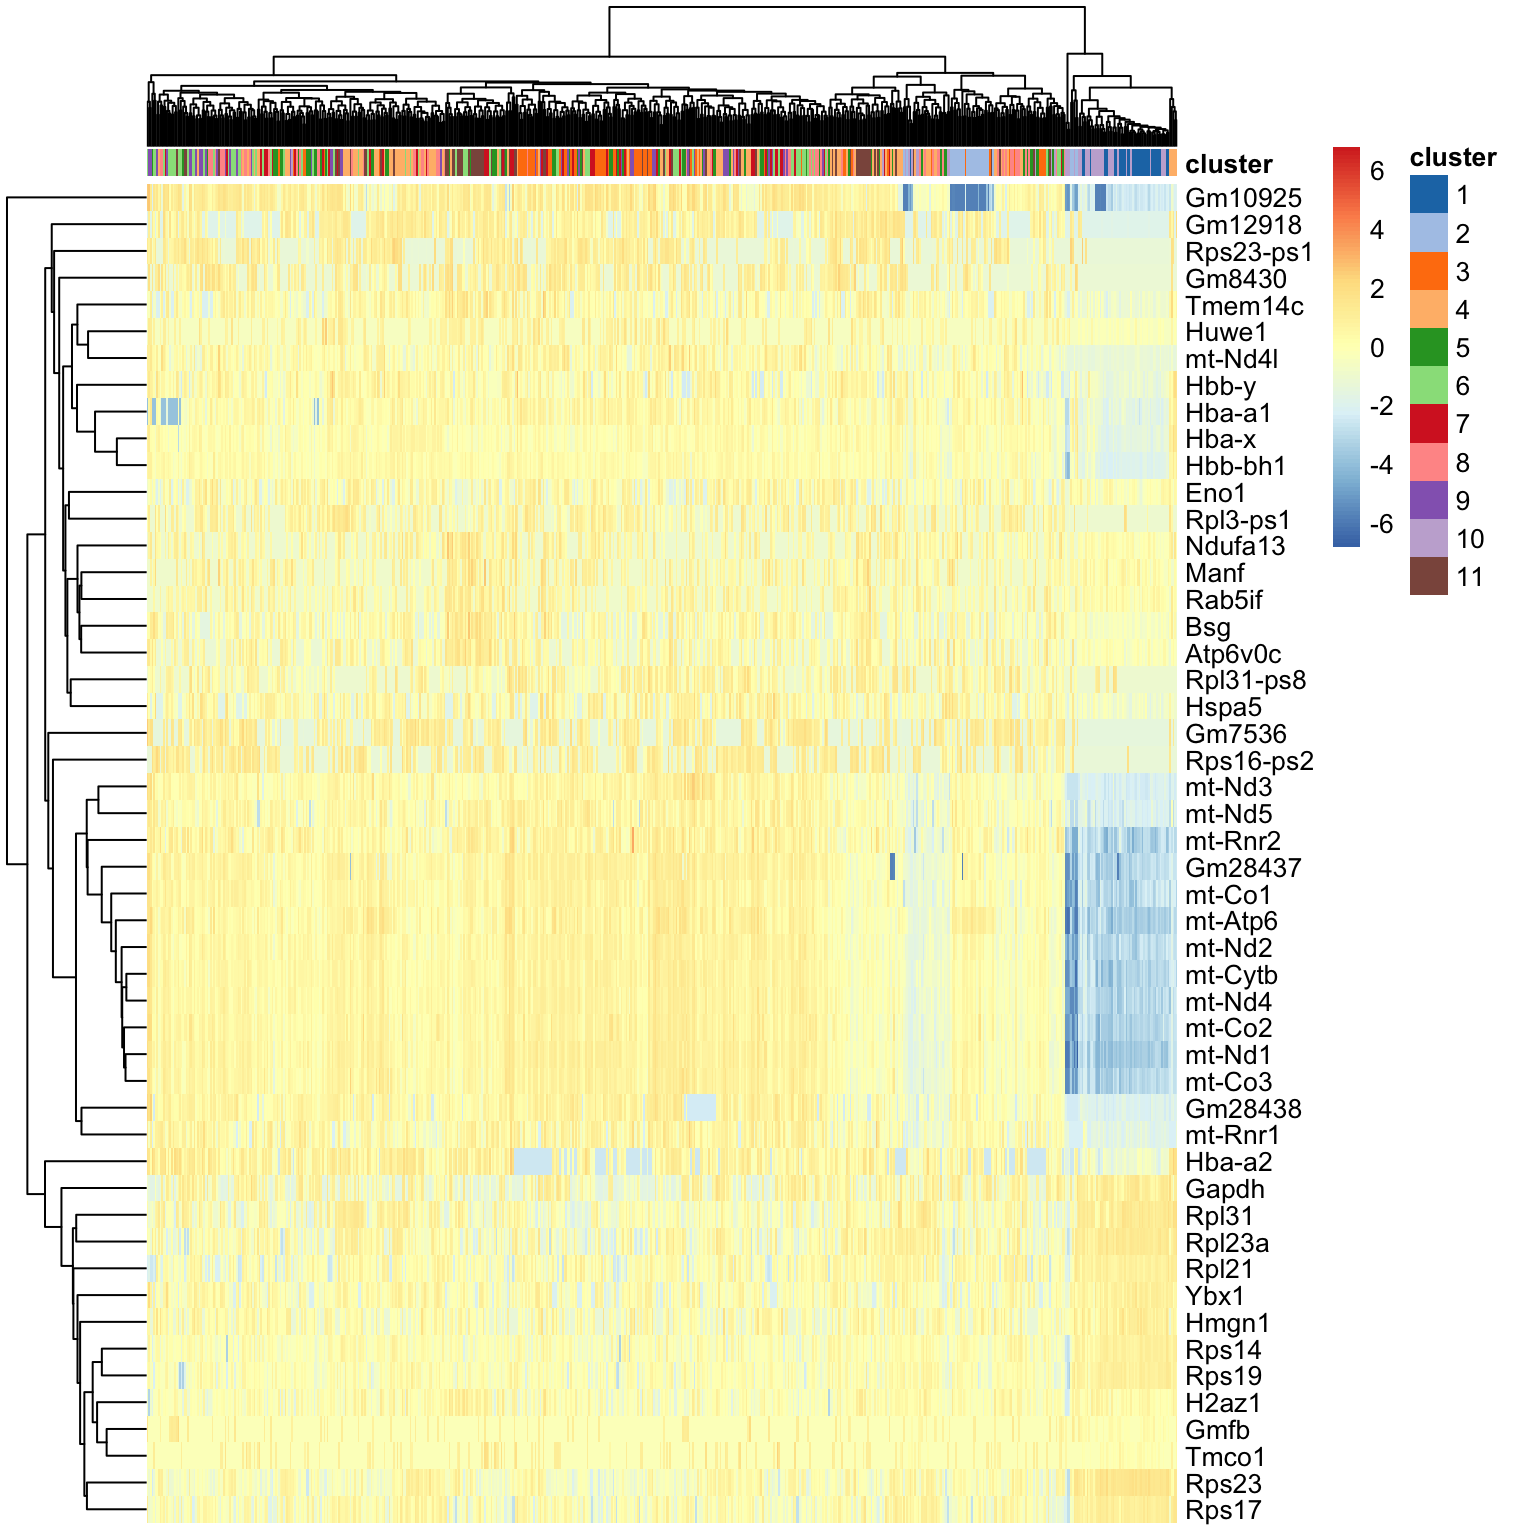 cluster
Gm10925
Gm12918
Rps23-ps1
Gm8430
Tmem14c
Huwe1
mt-Nd4l
Hbb-y
Hba-a1
Hba-x
Hbb-bh1
Eno1
Rpl3-ps1
Ndufa13
Manf
Rab5if
Bsg
Atp6v0c
Rpl31-ps8
Hspa5
Gm7536
Rps16-ps2
mt-Nd3
mt-Nd5
mt-Rnr2
Gm28437
mt-Co1
mt-Atp6
mt-Nd2
mt-Cytb
mt-Nd4
mt-Co2
mt-Nd1
mt-Co3
Gm28438
mt-Rnr1
Hba-a2
Gapdh
Rpl31
Rpl23a
Rpl21
Ybx1
Hmgn1
Rps14
Rps19
H2az1
Gmfb
Tmco1
Rps23
Rps17
6
4
2
0
-2
-4
-6
cluster
1
2
3
4
5
6
7
8
9
10
11